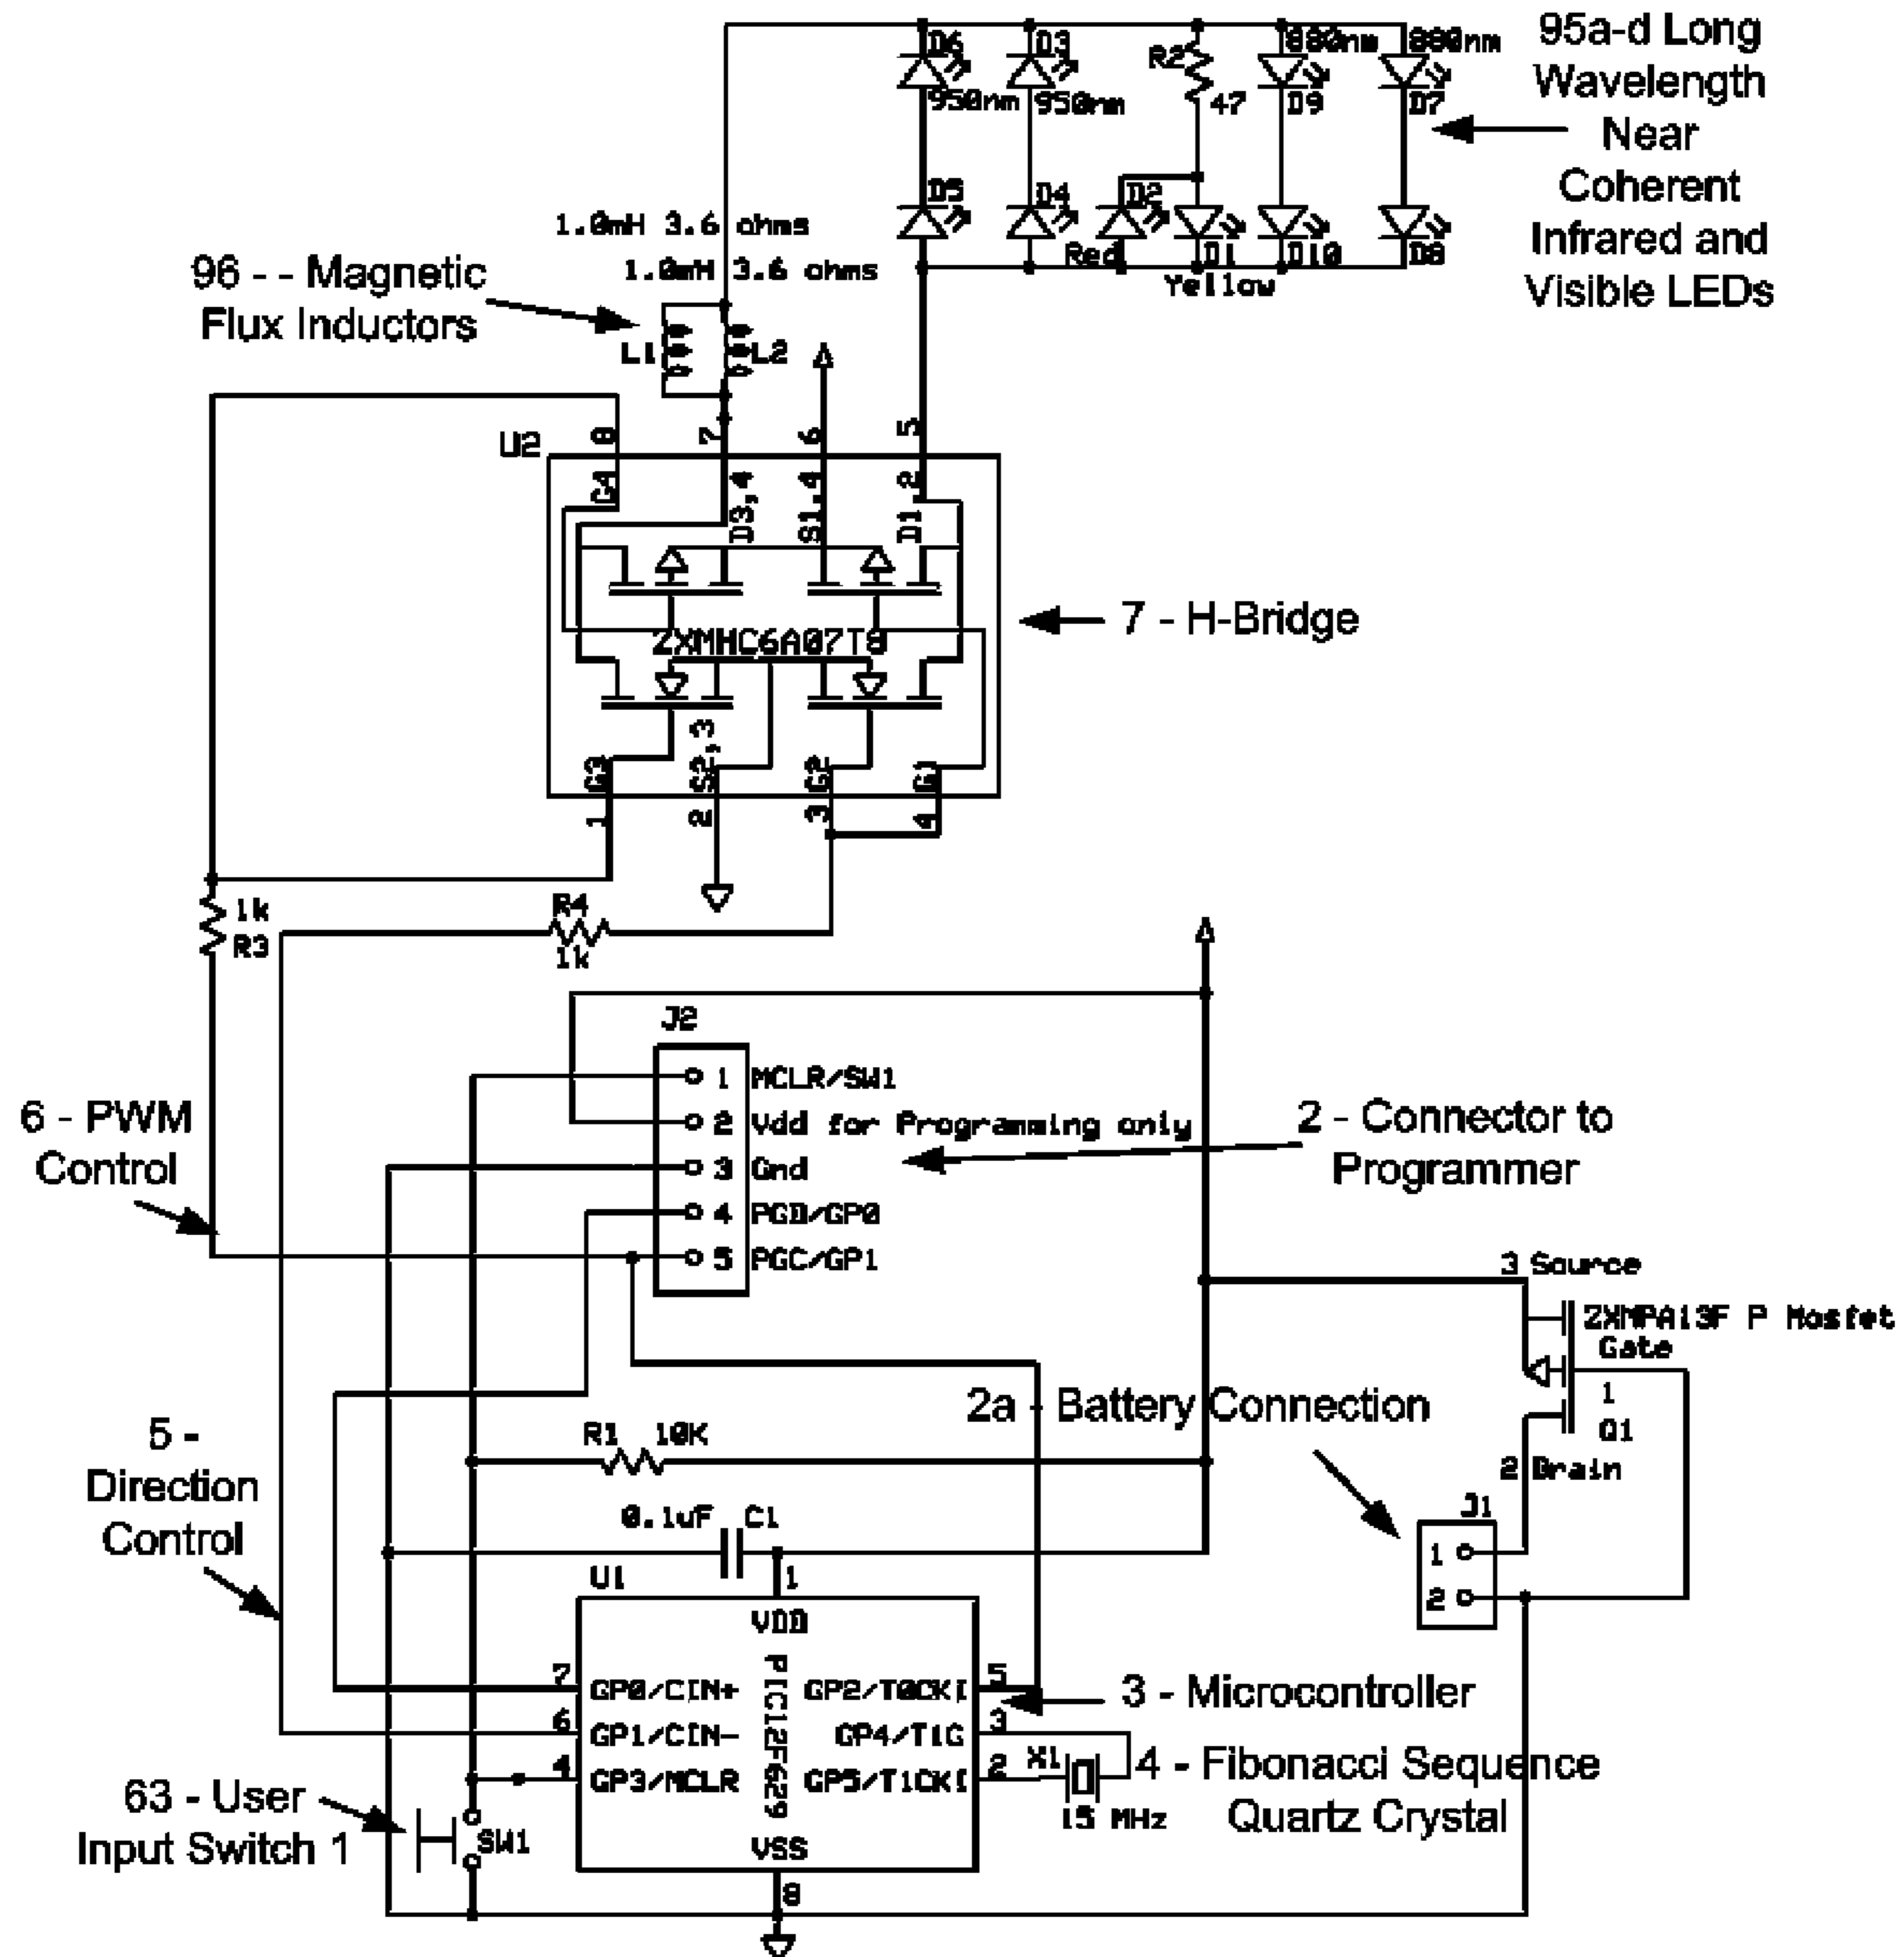 D6
D3
R2
880nm
880nm
95a-d Long
Wavelength
Near
Coherent
Infrared and
Visible LEDs
950nm
950nm
47
D9
D7
D5
D4
D2
1.0mH 3.6 ohms
Red
D1
D10
D8
1.0mH 3.6 ohms
Yellow
96 - - Magnetic
Flux Inductors
L1
L2
U2
8
7
6
5
G4
D3,4
S1,4
D1,2
7 - H-Bridge
ZXMHC6A07T8
G3
S2,3
G2
G1
1
2
3
4
1k
R3
R4
1k
J2
1 MCLR/SW1
2 Vdd for Programming only
3 Gnd
4 PGD/GP0
5 PGC/GP1
6 - PWM
Control
2 - Connector to
Programmer
3 Source
ZXMPA13F P Mosfet
Gate
1
Q1
2 Drain
2a - Battery Connection
J1
1
2
5 -
Direction
Control
R1 10K
0.1uF C1
U1
1
VDD
PIC12F629
7
GP0/CIN+
GP2/T0CKI
5
3 - Microcontroller
6
GP1/CIN-
GP4/T1G
3
4
GP3/MCLR
GP5/T1CKI
2
X1
15 MHz
4 - Fibonacci Sequence
Quartz Crystal
63 - User
Input Switch 1
SW1
VSS
8